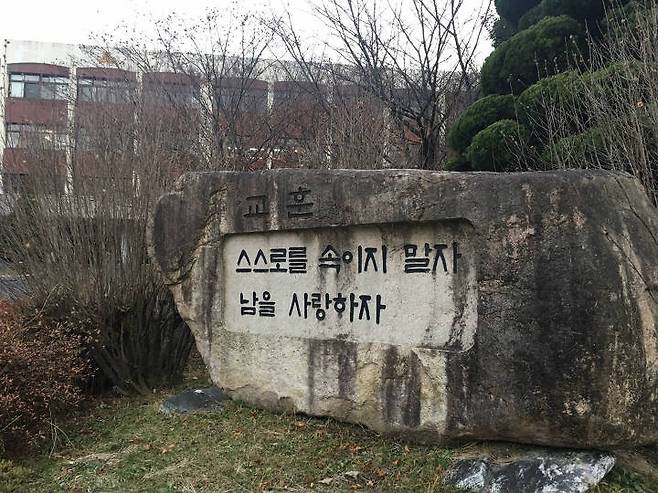 교훈
스스로를 속이지 말자
남을 사랑하자